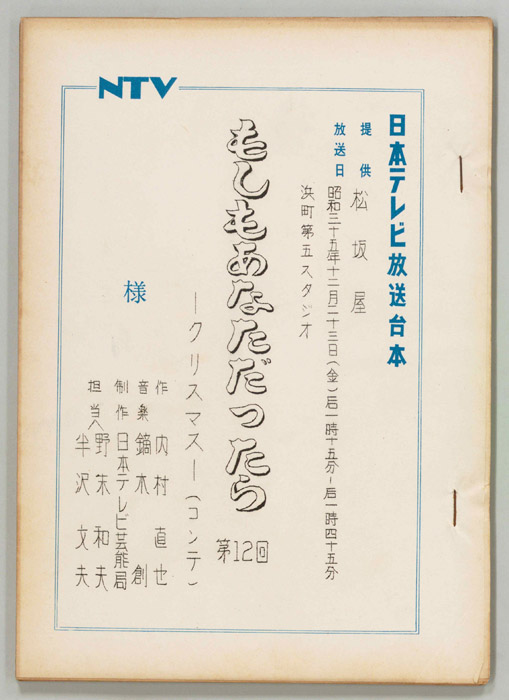 NTV
日本テレビ放送台本
提供 松坂屋
放送日 昭和三十五年十二月二十三日(金)后一時十五分-后一時四十五分
浜町第五スタジオ
もしもあなただったら
第12回
ークリスマスー(コンテ)
様
作 内村直也
音楽 鏑木創
制作 日本テレビ芸能局
担当 野末和夫
半沢文夫